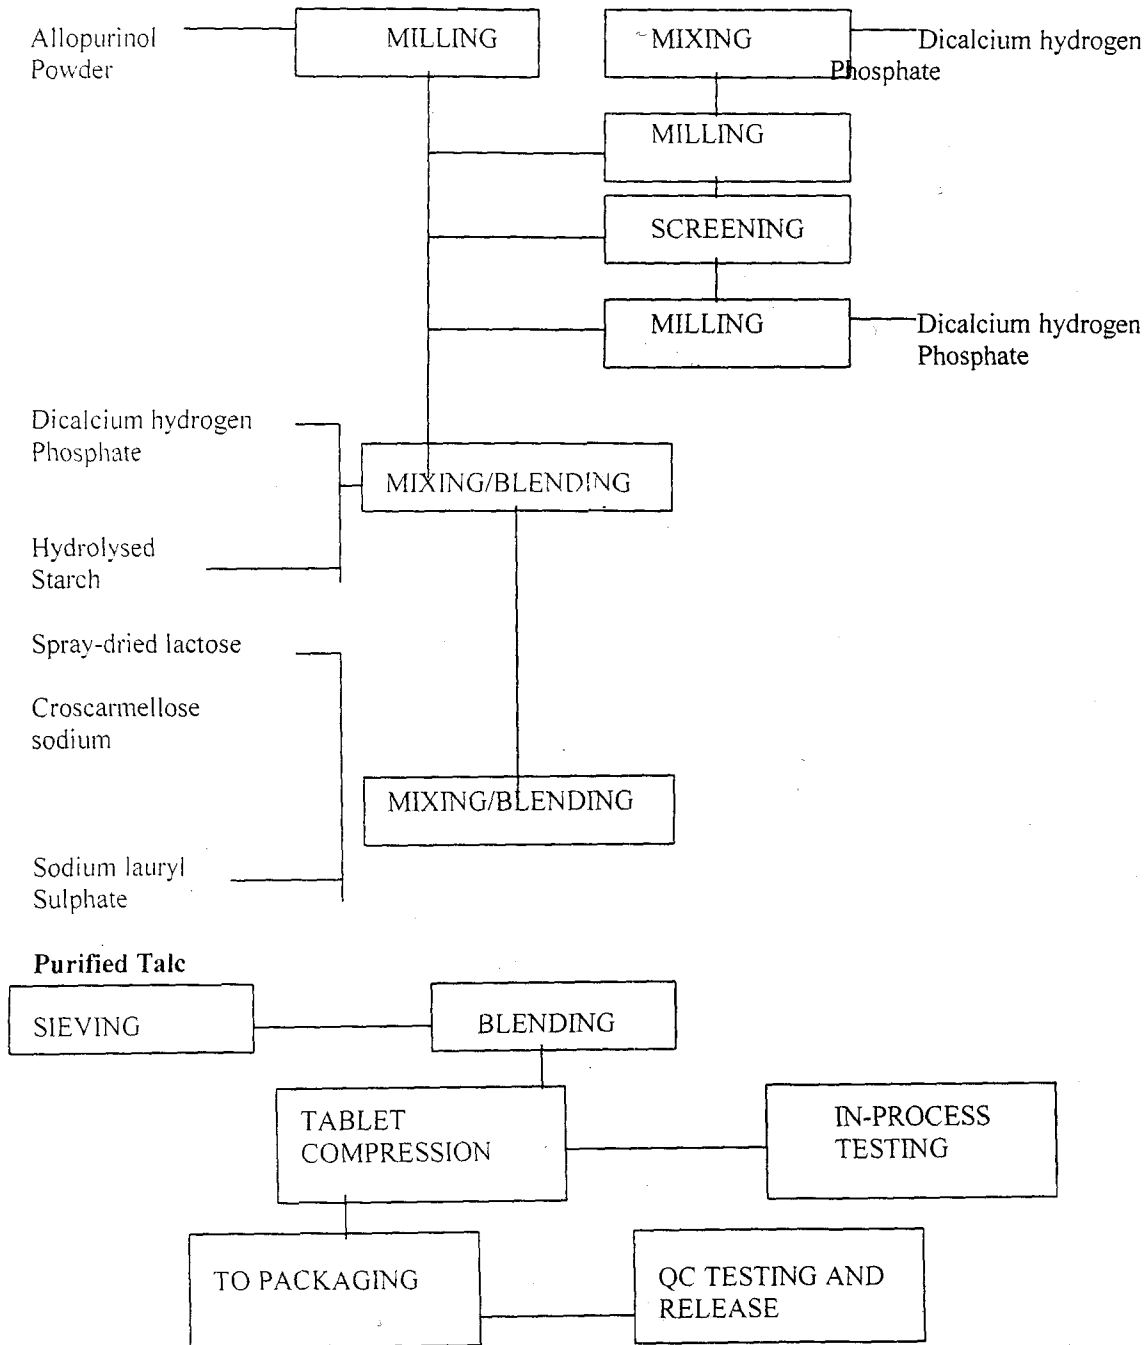 Allopurinol
Powder
MILLING
MIXING
Dicalcium hydrogen
Phosphate
MILLING
SCREENING
MILLING
Dicalcium hydrogen
Phosphate
Dicalcium hydrogen
Phosphate
MIXING/BLENDING
Hydrolysed
Starch
Spray-dried lactose
Croscarmellose
sodium
MIXING/BLENDING
Sodium lauryl
Sulphate
Purified Talc
SIEVING
BLENDING
TABLET
COMPRESSION
IN-PROCESS
TESTING
TO PACKAGING
QC TESTING AND
RELEASE